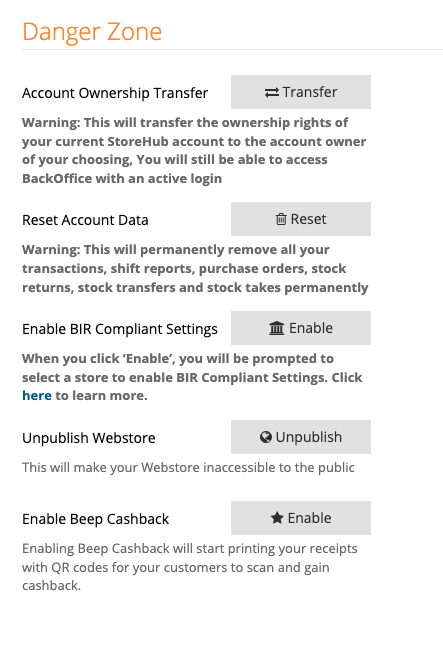 Danger Zone
Account Ownership Transfer
Transfer
Warning: This will transfer the ownership rights of
your current StoreHub account to the account owner
of your choosing, You will still be able to access
BackOffice with an active login
Reset Account Data
Reset
Warning: This will permanently remove all your
transactions, shift reports, purchase orders, stock
returns, stock transfers and stock takes permanently
Enable BIR Compliant Settings
Enable
When you click ‘Enable’, you will be prompted to
select a store to enable BIR Compliant Settings. Click
here to learn more.
Unpublish Webstore
Unpublish
This will make your Webstore inaccessible to the public
Enable Beep Cashback
Enable
Enabling Beep Cashback will start printing your receipts
with QR codes for your customers to scan and gain
cashback.